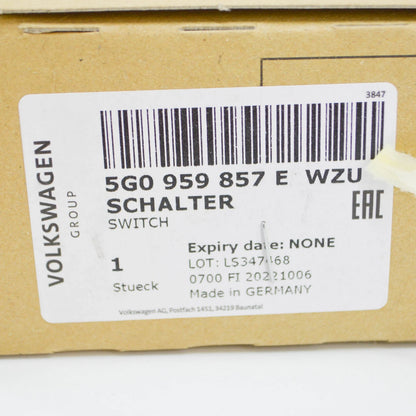 3847
VOLKSWAGEN
GROUP
5G0 959 857 E WZU
SCHALTER
SWITCH
EAC
Expiry date: NONE
1
LOT: LS347468
Stueck
0700 FI 20221006
Made in GERMANY
Volkswagen AG, Postfach 1451, 34219 Baunatal